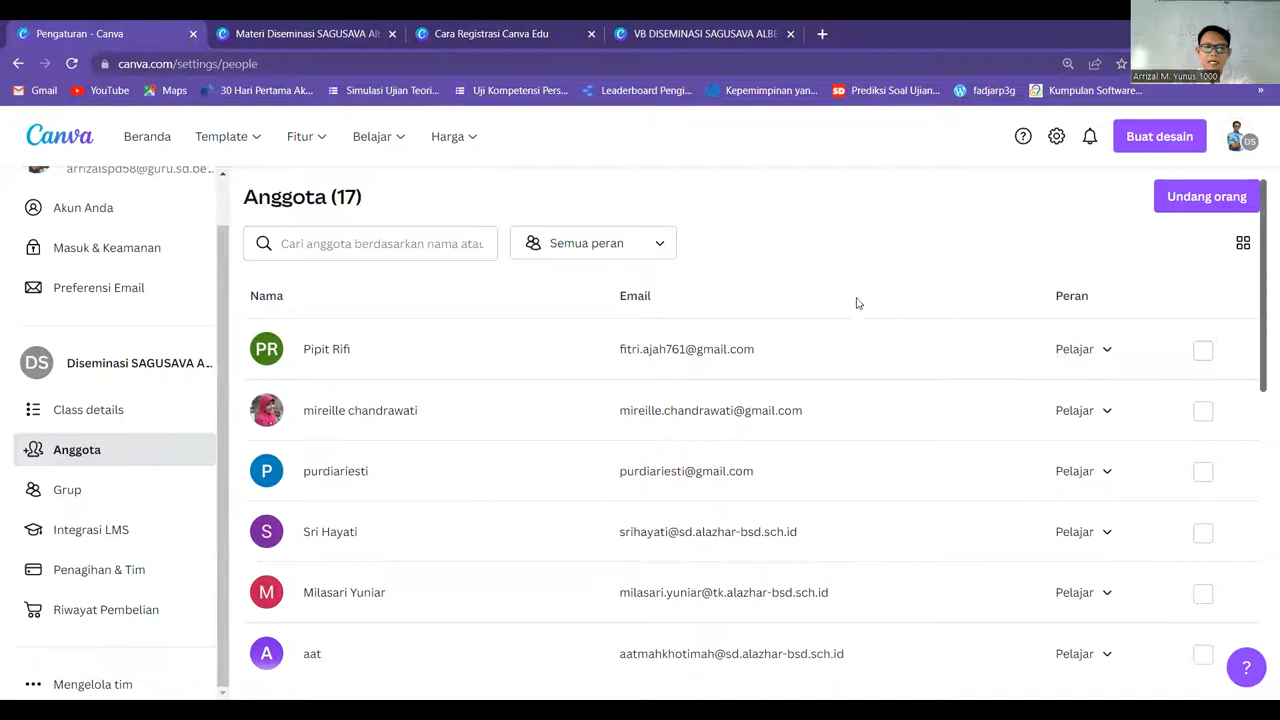 Pengaturan - Canva
Materi Diseminasi SAGUSAVA Alb
Cara Registrasi Canva Edu
VB DISEMINASI SAGUSAVA ALBE
canva.com/settings/people
Arrizal M. Yunus 1000
Gmail
YouTube
Maps
30 Hari Pertama Ak...
Simulasi Ujian Teori...
Uji Kompetensi Pers...
Leaderboard Pengi...
Kepemimpinan yan...
SD Prediksi Soal Ujian...
fadjarp3g
Kumpulan Software...
»
Canva
Beranda
Template
Fitur
Belajar
Harga
Buat desain
DS
arrizalspd58@guru.sd.be...
Akun Anda
Masuk & Keamanan
Preferensi Email
DS Diseminasi SAGUSAVA A...
Class details
Anggota
Grup
Integrasi LMS
Penagihan & Tim
Riwayat Pembelian
Mengelola tim
Anggota (17)
Undang orang
Cari anggota berdasarkan nama atau
Semua peran
Nama Email Peran
PR Pipit Rifi fitri.ajah761@gmail.com Pelajar
mireille chandrawati mireille.chandrawati@gmail.com Pelajar
P purdiariesti purdiariesti@gmail.com Pelajar
S Sri Hayati srihayati@sd.alazhar-bsd.sch.id Pelajar
M Milasari Yuniar milasari.yuniar@tk.alazhar-bsd.sch.id Pelajar
A aat aatmahkhotimah@sd.alazhar-bsd.sch.id Pelajar
?